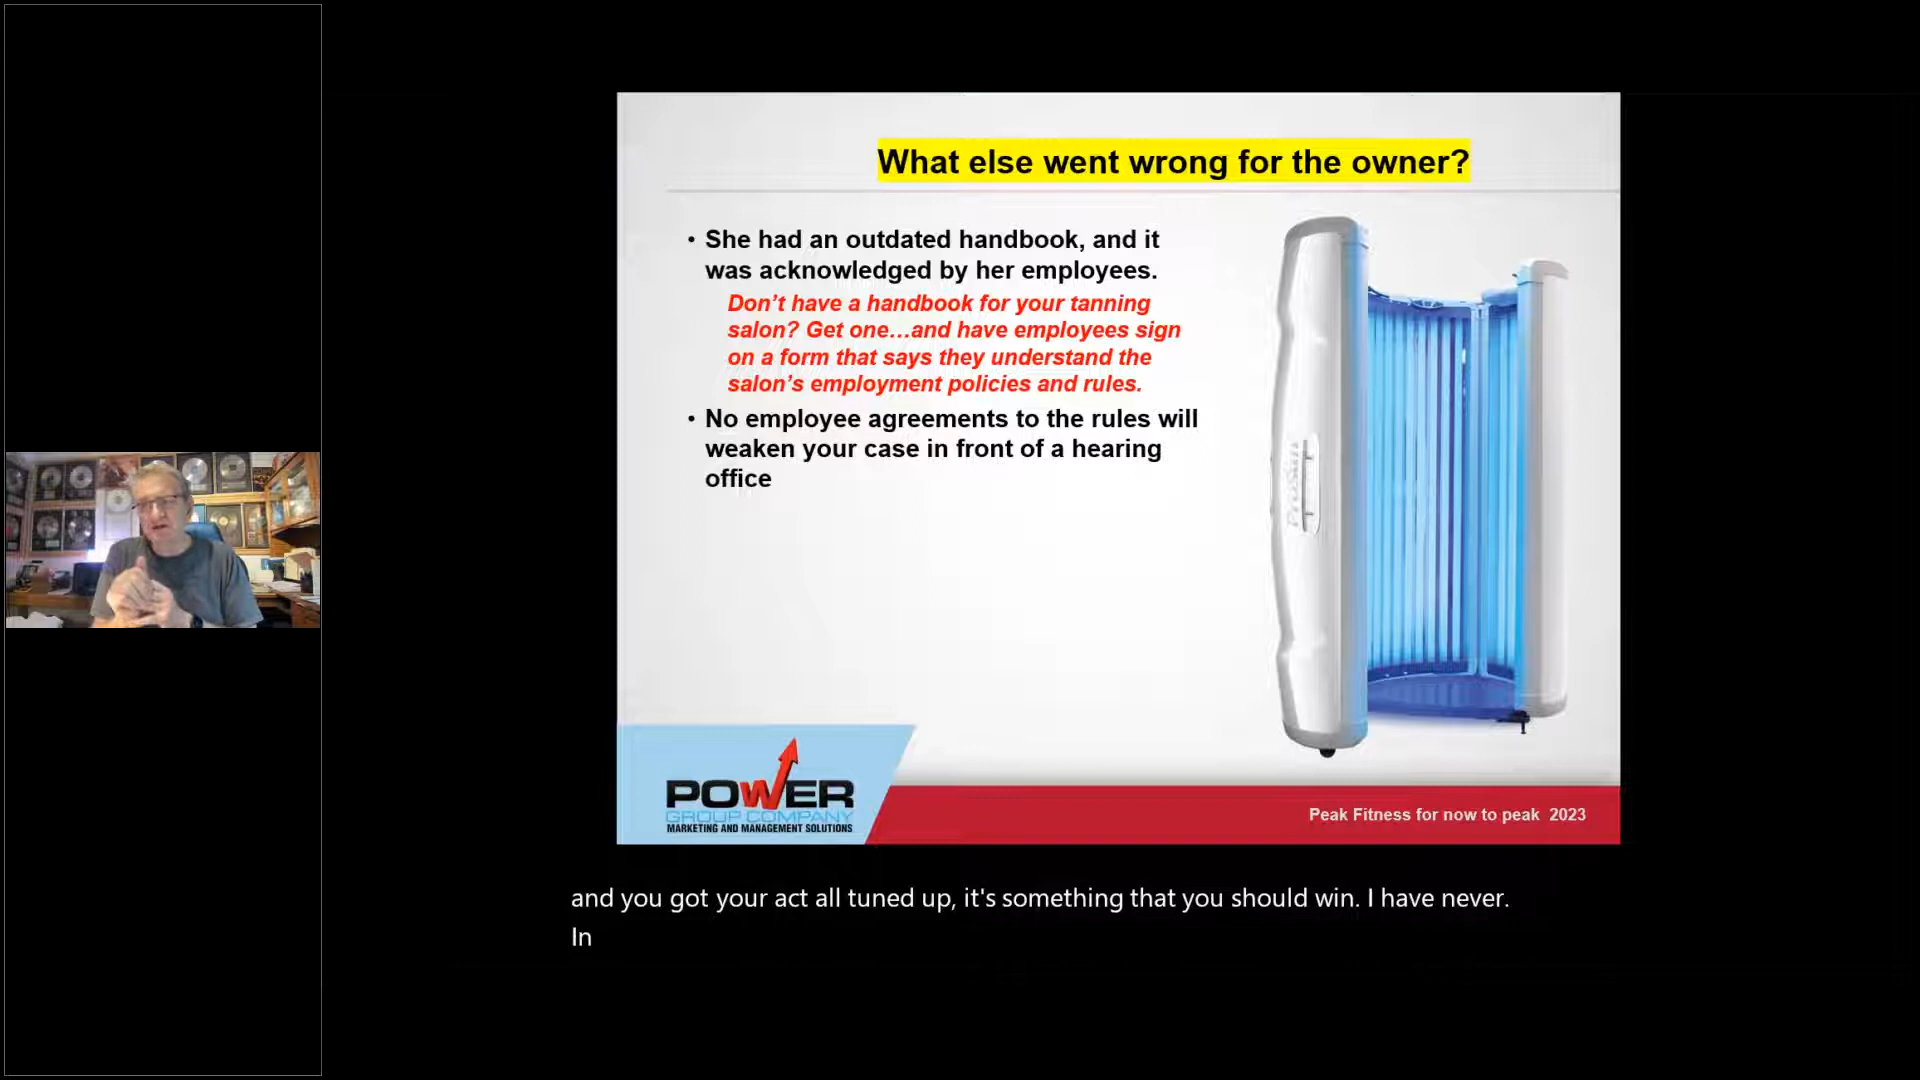 What else went wrong for the owner?
• She had an outdated handbook, and it
was acknowledged by her employees.
Don’t have a handbook for your tanning
salon? Get one…and have employees sign
on a form that says they understand the
salon’s employment policies and rules.
• No employee agreements to the rules will
weaken your case in front of a hearing
office
ProSun
POWER
GROUP COMPANY
MARKETING AND MANAGEMENT SOLUTIONS
Peak Fitness for now to peak 2023
and you got your act all tuned up, it's something that you should win. I have never.
In